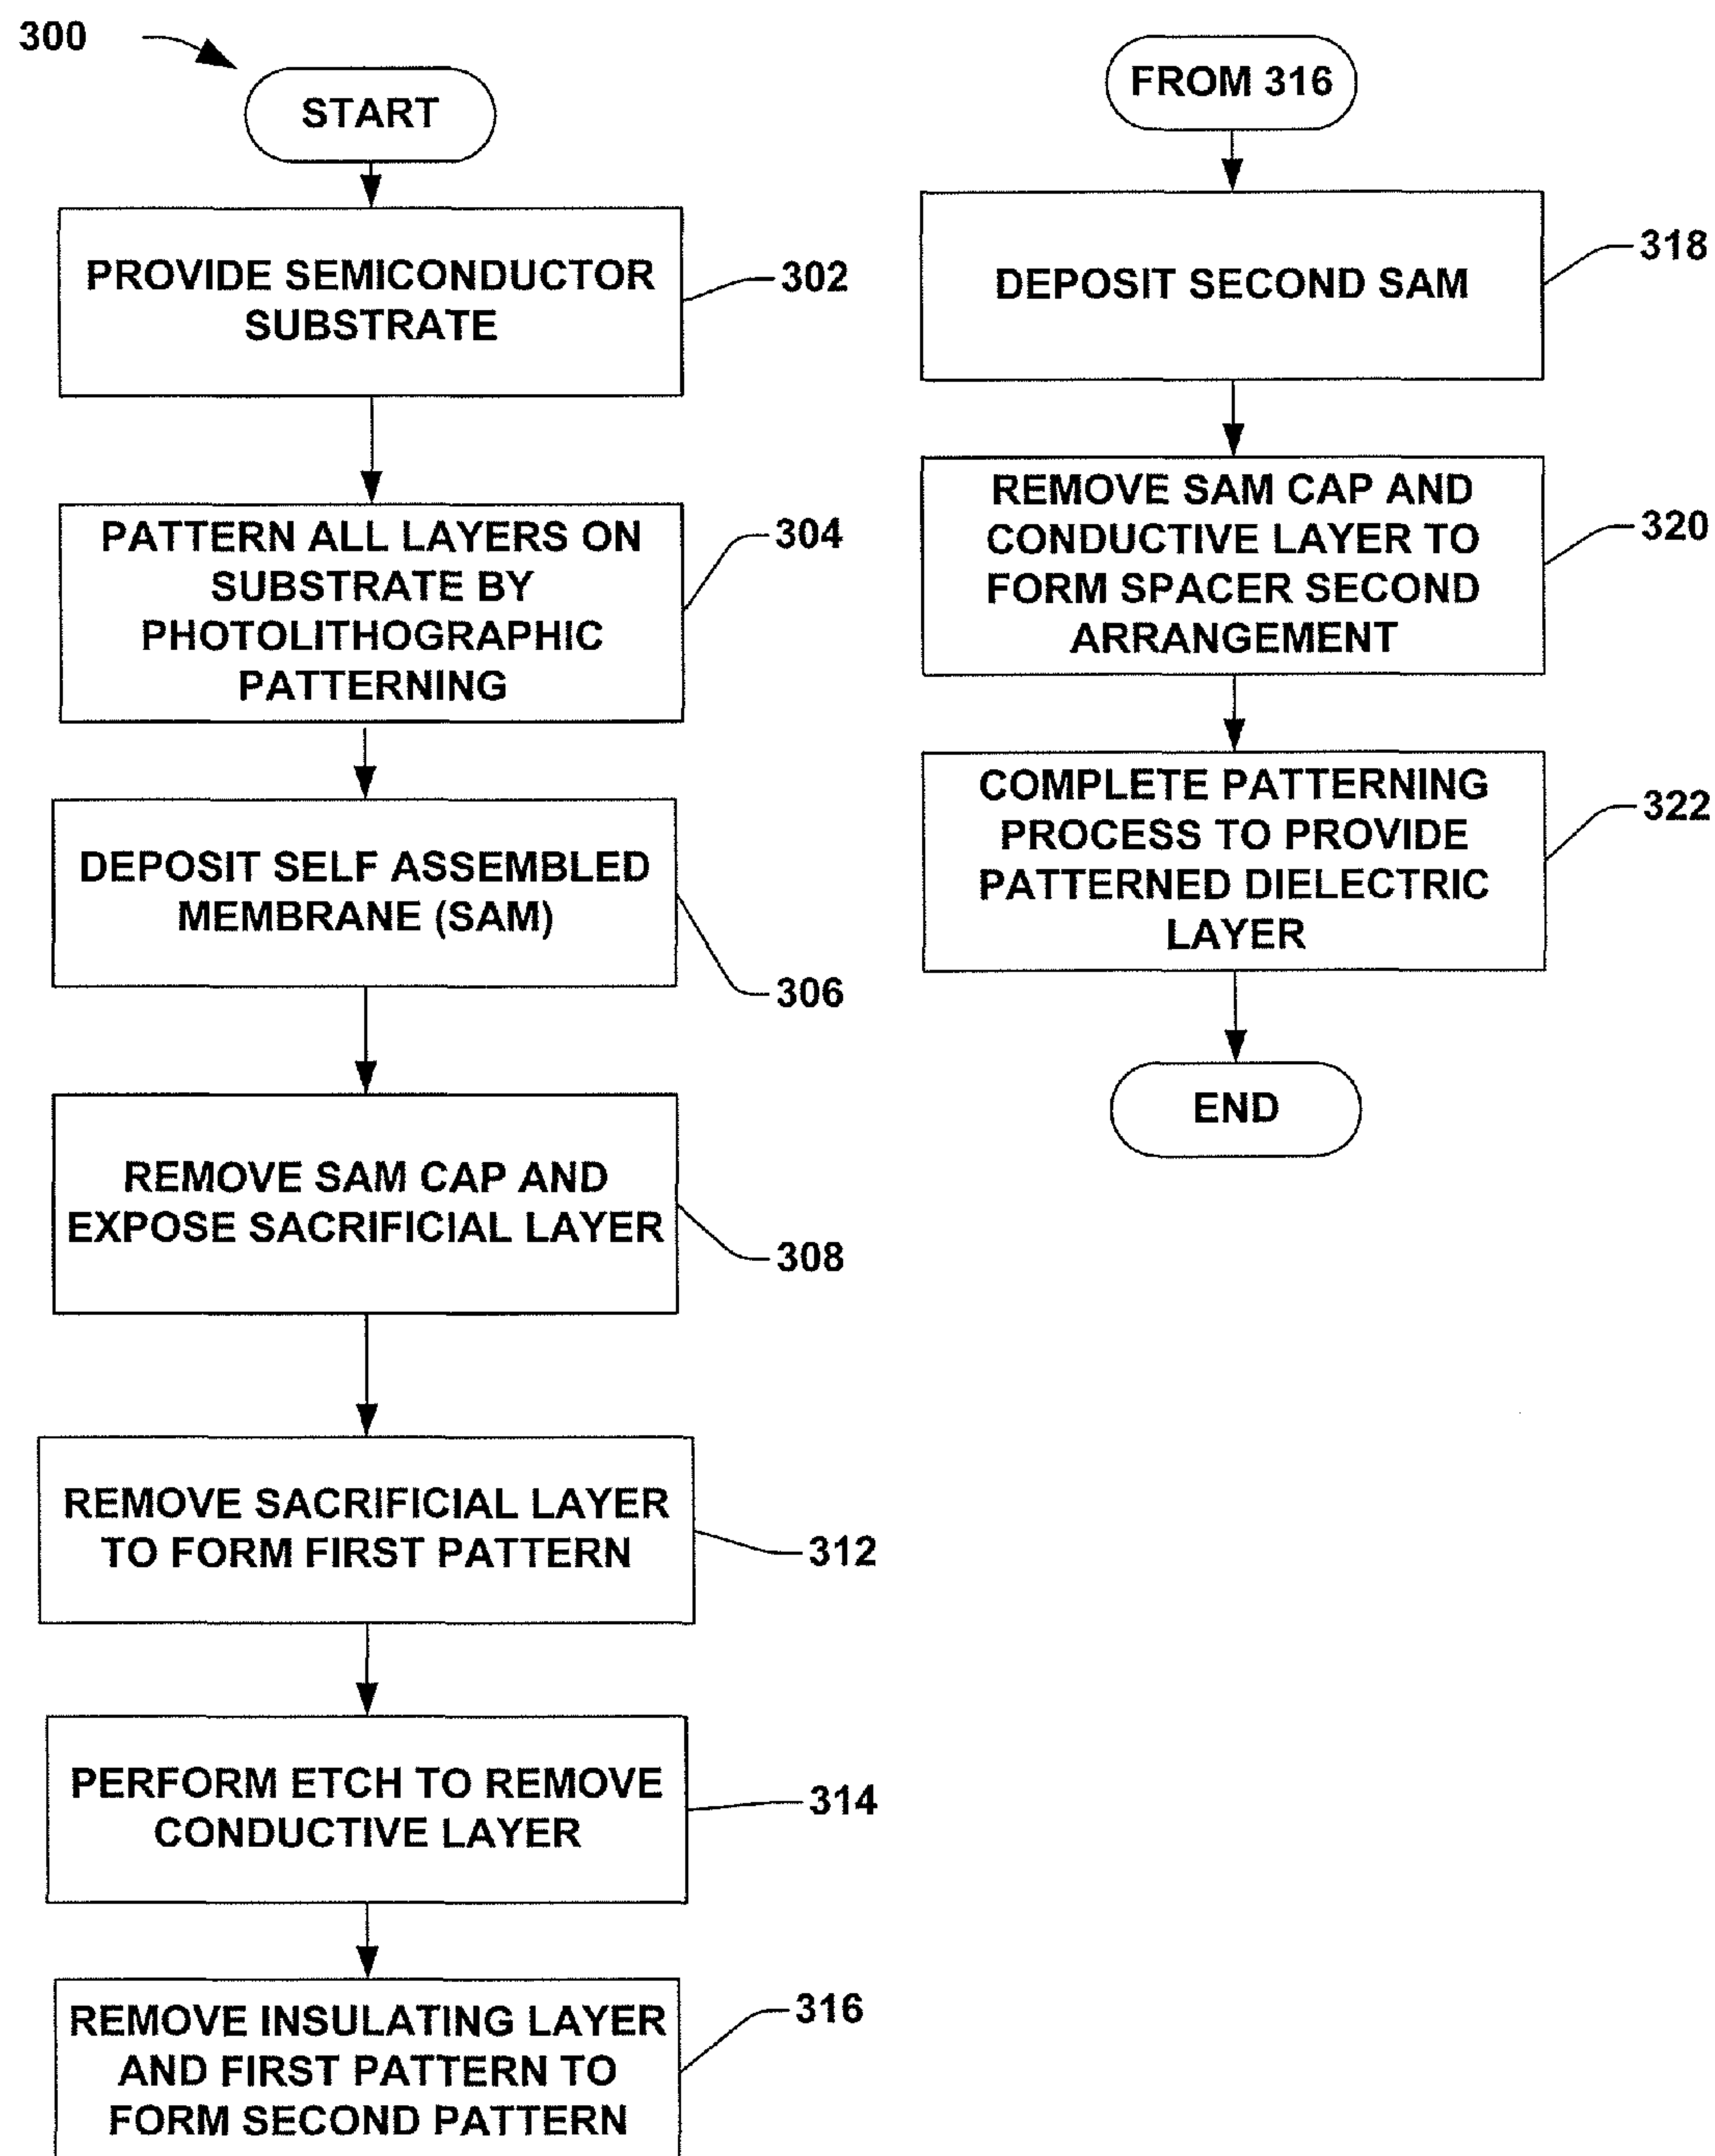 300
START
PROVIDE SEMICONDUCTOR
SUBSTRATE
302
PATTERN ALL LAYERS ON
SUBSTRATE BY
PHOTOLITHOGRAPHIC
PATTERNING
304
DEPOSIT SELF ASSEMBLED
MEMBRANE (SAM)
306
REMOVE SAM CAP AND
EXPOSE SACRIFICIAL LAYER
308
REMOVE SACRIFICIAL LAYER
TO FORM FIRST PATTERN
312
PERFORM ETCH TO REMOVE
CONDUCTIVE LAYER
314
REMOVE INSULATING LAYER
AND FIRST PATTERN TO
FORM SECOND PATTERN
316
FROM 316
DEPOSIT SECOND SAM
318
REMOVE SAM CAP AND
CONDUCTIVE LAYER TO
FORM SPACER SECOND
ARRANGEMENT
320
COMPLETE PATTERNING
PROCESS TO PROVIDE
PATTERNED DIELECTRIC
LAYER
322
END